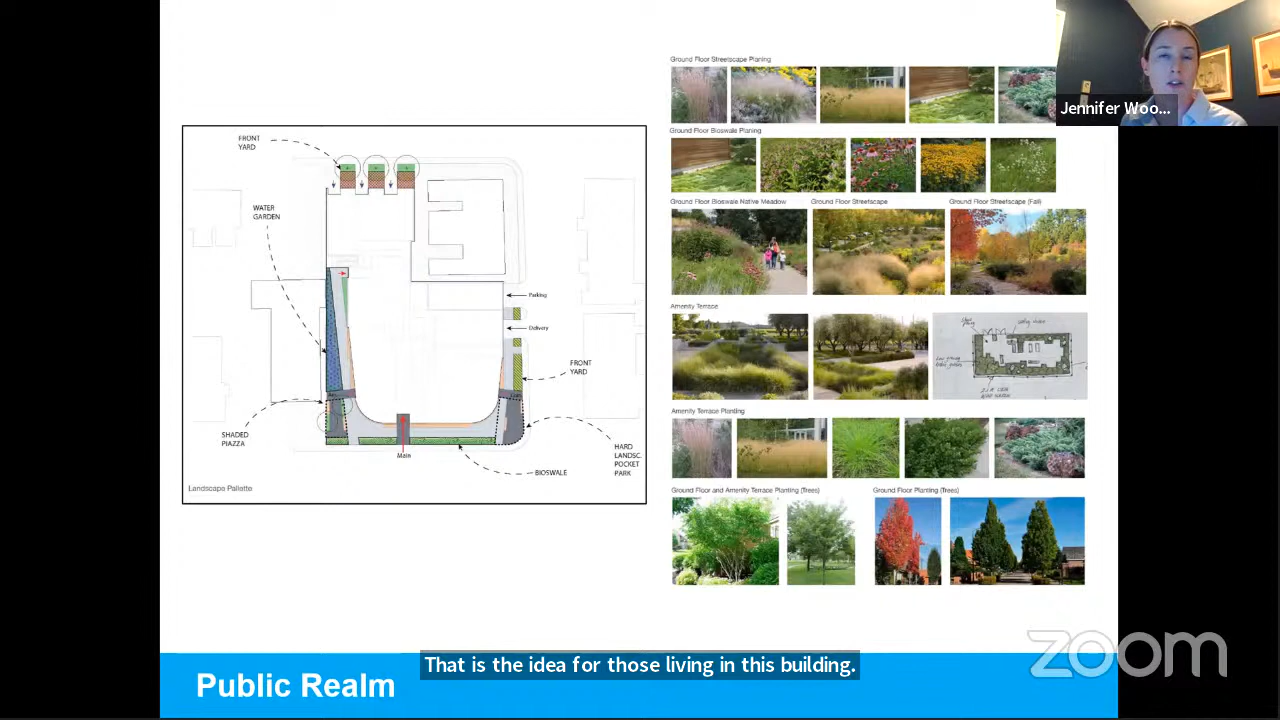 Ground Floor Streetscape Planing
Jennifer Woo...
Ground Floor Bioswale Planing
FRONT
YARD
WATER
GARDEN
Ground Floor Bioswale Native Meadow
Ground Floor Streetscape
Ground Floor Streetscape (Fall)
Parking
Delivery
Amenity Terrace
FRONT
YARD
SHADED
PIAZZA
Main
HARD
LANDSC.
POCKET
PARK
BIOSWALE
Landscape Pallette
Amenity Terrace Planting
Ground Floor and Amenity Terrace Planting (Trees)
Ground Floor Planting (Trees)
zoom
That is the idea for those living in this building.
Public Realm